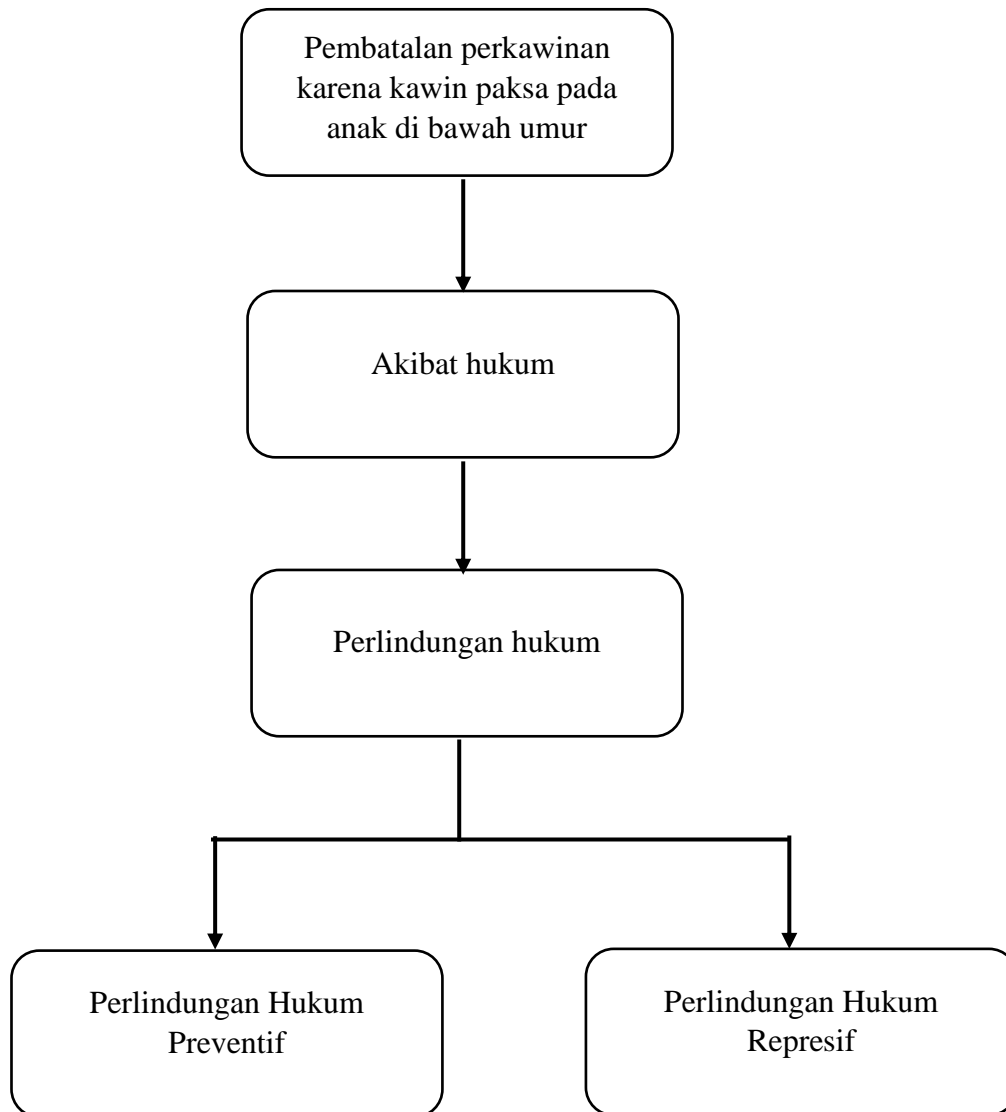 Pembatalan perkawinan
karena kawin paksa pada
anak di bawah umur
Akibat hukum
Perlindungan hukum
Perlindungan Hukum
Preventif
Perlindungan Hukum
Represif